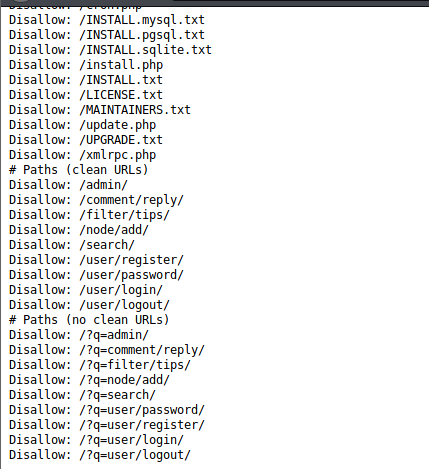 Disallow: /cron.php
Disallow: /INSTALL.mysql.txt
Disallow: /INSTALL.pgsql.txt
Disallow: /INSTALL.sqlite.txt
Disallow: /install.php
Disallow: /INSTALL.txt
Disallow: /LICENSE.txt
Disallow: /MAINTAINERS.txt
Disallow: /update.php
Disallow: /UPGRADE.txt
Disallow: /xmlrpc.php
# Paths (clean URLs)
Disallow: /admin/
Disallow: /comment/reply/
Disallow: /filter/tips/
Disallow: /node/add/
Disallow: /search/
Disallow: /user/register/
Disallow: /user/password/
Disallow: /user/login/
Disallow: /user/logout/
# Paths (no clean URLs)
Disallow: /?q=admin/
Disallow: /?q=comment/reply/
Disallow: /?q=filter/tips/
Disallow: /?q=node/add/
Disallow: /?q=search/
Disallow: /?q=user/password/
Disallow: /?q=user/register/
Disallow: /?q=user/login/
Disallow: /?q=user/logout/